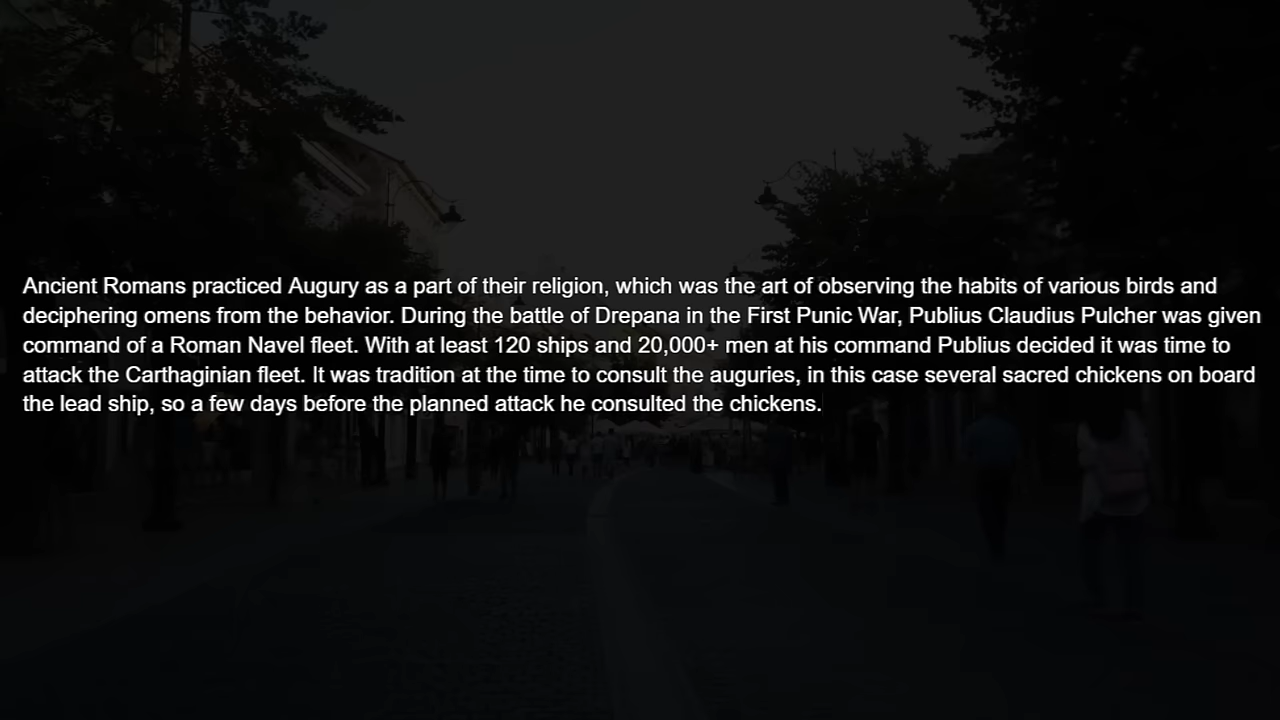 Ancient Romans practiced Augury as a part of their religion, which was the art of observing the habits of various birds and
deciphering omens from the behavior. During the battle of Drepana in the First Punic War, Publius Claudius Pulcher was given
command of a Roman Navel fleet. With at least 120 ships and 20,000+ men at his command Publius decided it was time to
attack the Carthaginian fleet. It was tradition at the time to consult the auguries, in this case several sacred chickens on board
the lead ship, so a few days before the planned attack he consulted the chickens.